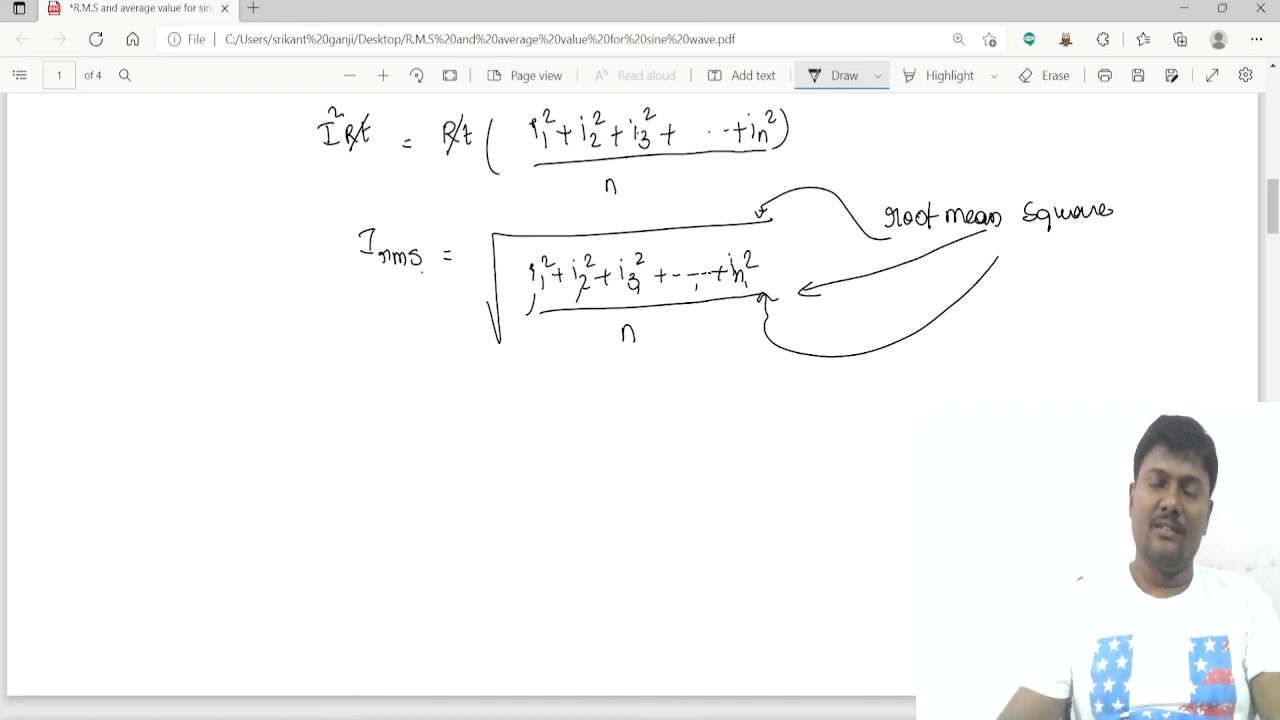 *R.M.S and average value for sin
File C:/Users/srikant%20ganji/Desktop/R.M.S%20and%20average%20value%20for%20sine%20wave.pdf
1 of 4 Page view Read aloud Add text Draw Highlight Erase
I²Rt = Rt ( i₁² + i₂² + i₃² + ... + iₙ² )
n
root mean square
Irms = √ i₁² + i₂² + i₃² + ----- + iₙ²
n